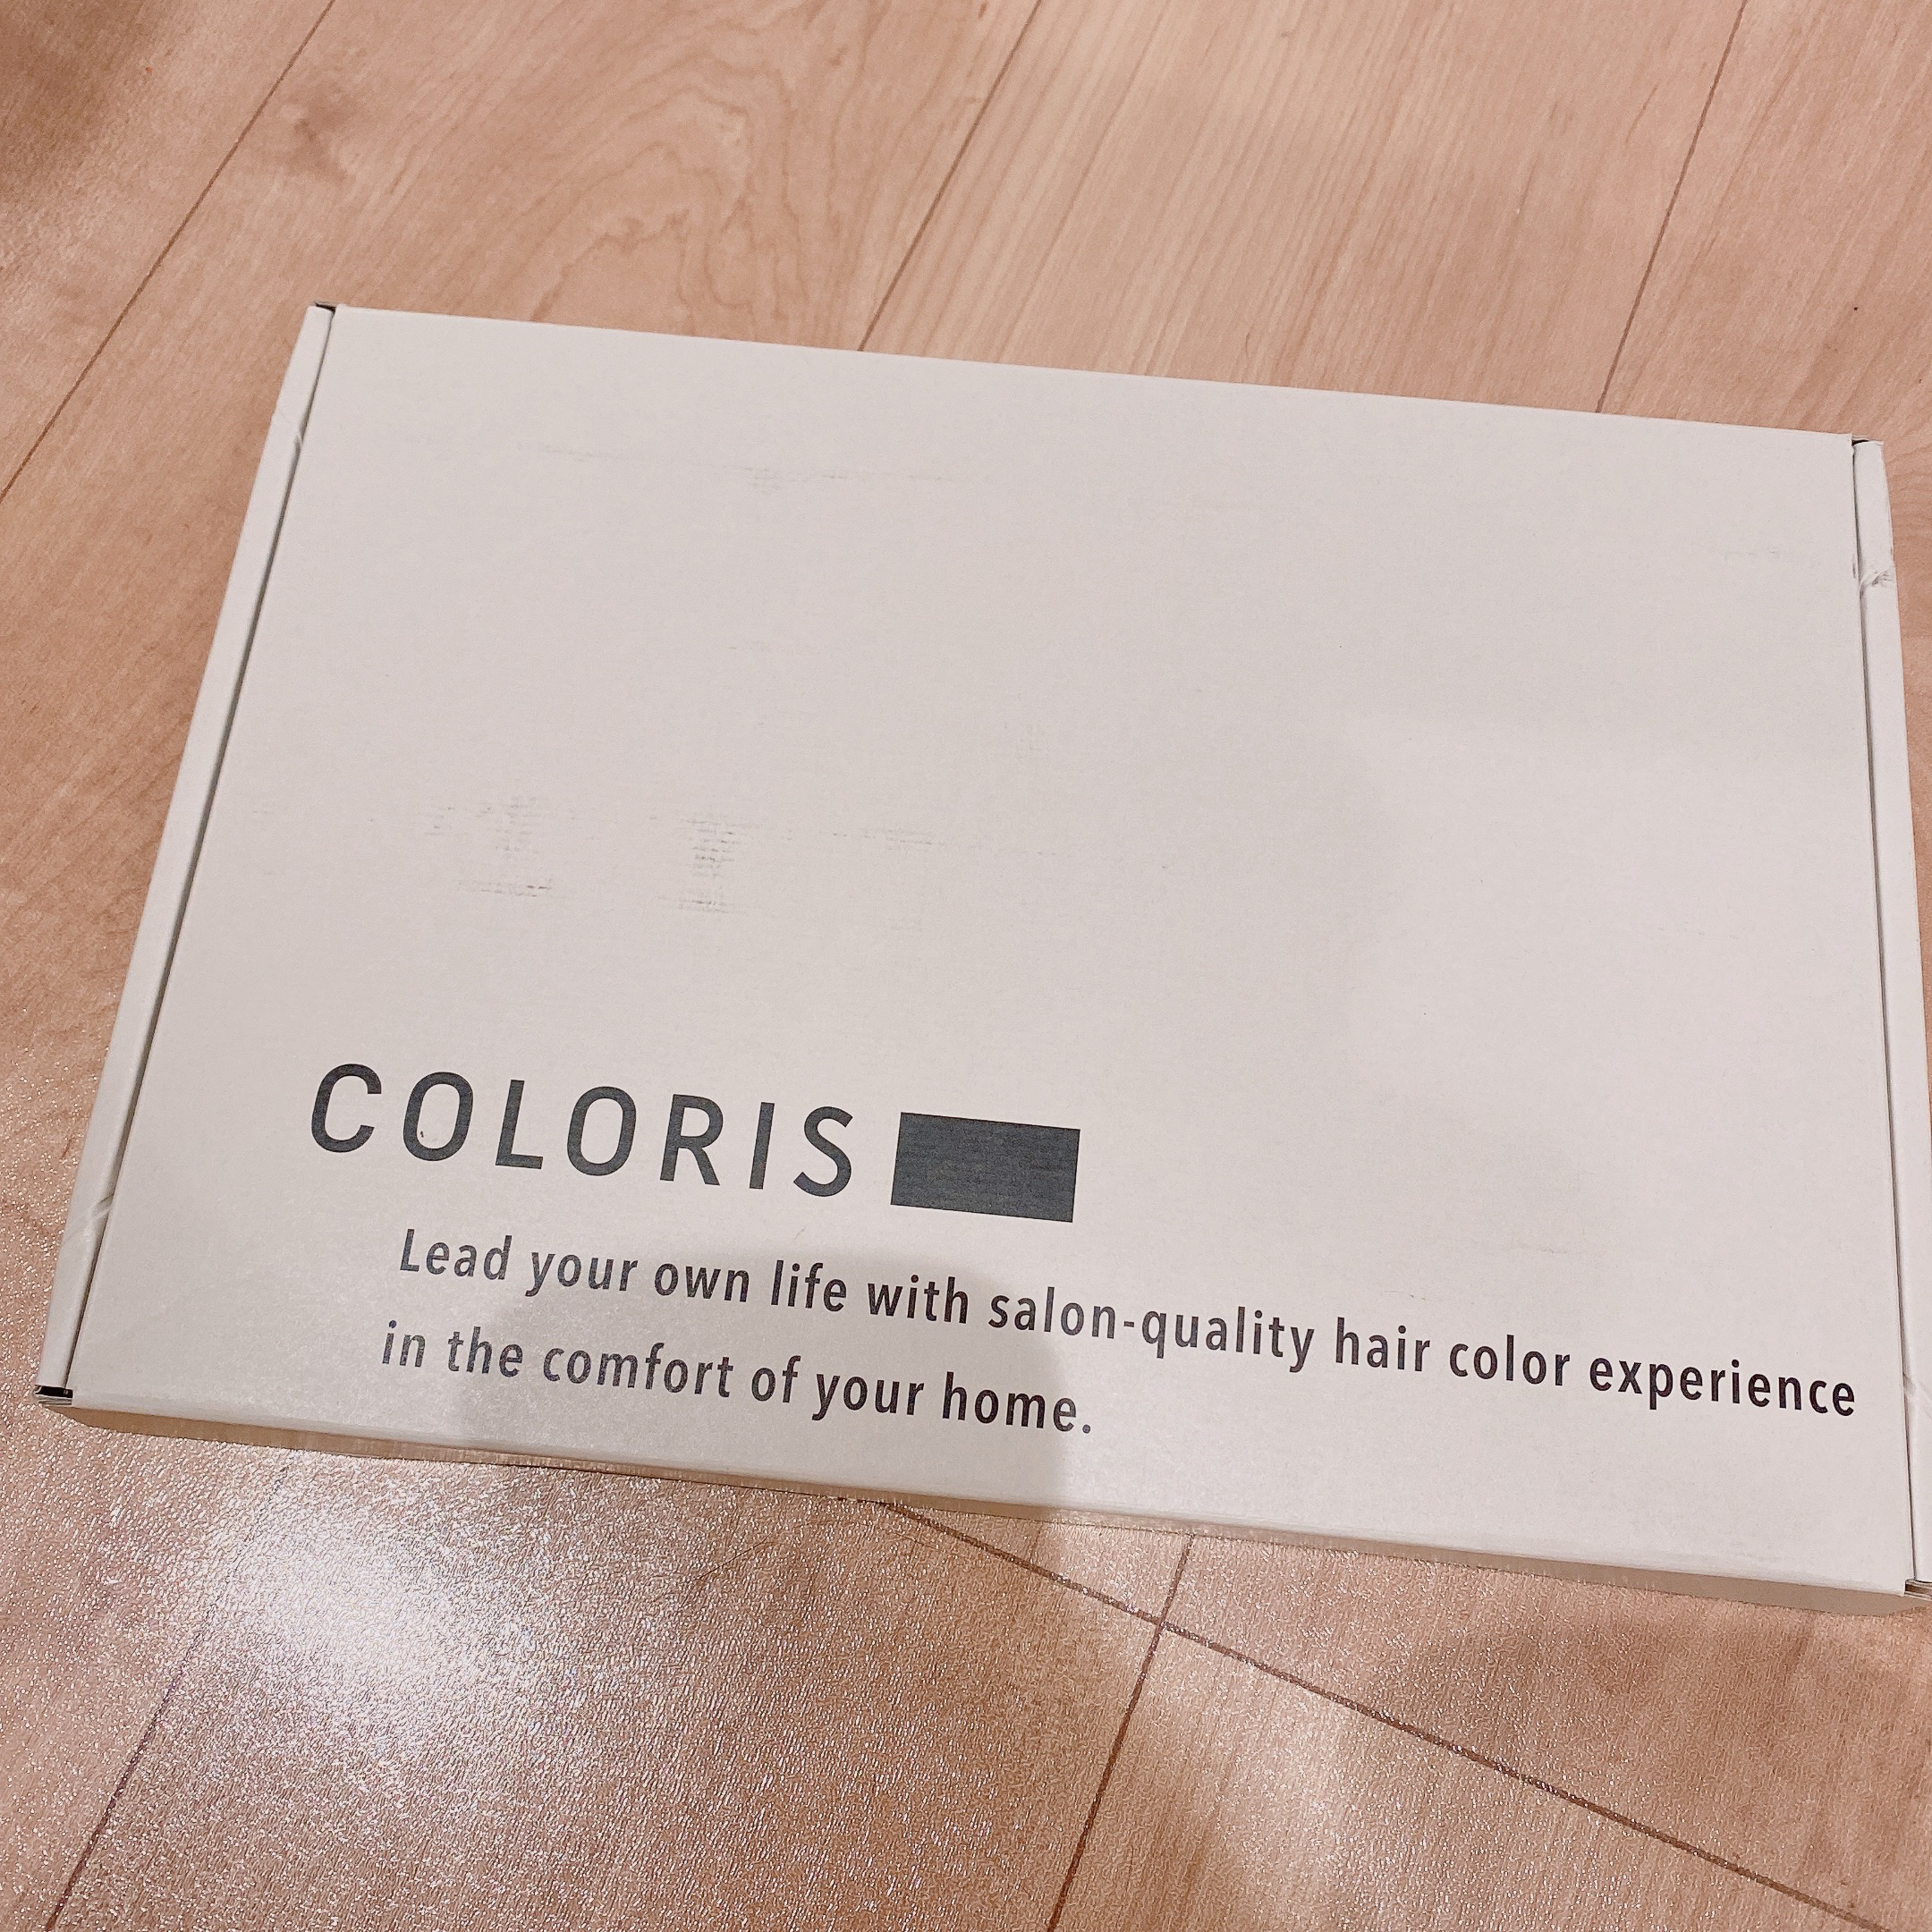 COLORIS
Lead your own life with salon-quality hair color experience
in the comfort of your home.